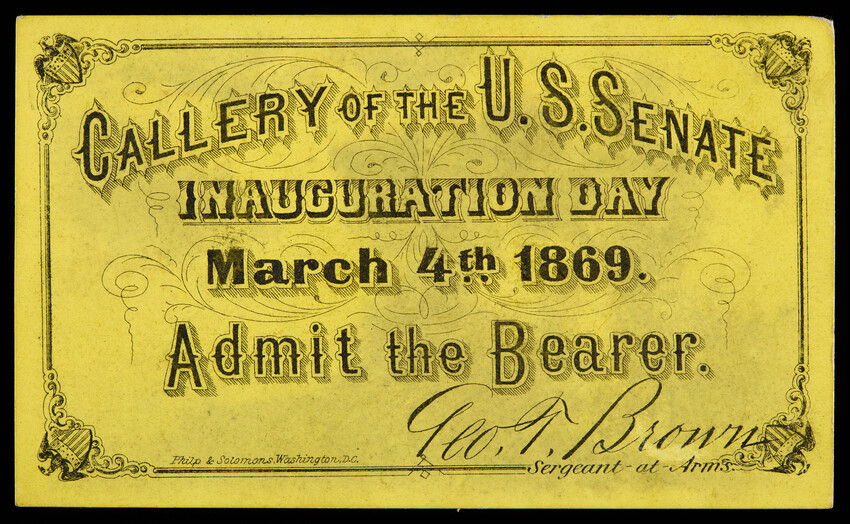 GALLERY OF THE U.S. SENATE
INAUGURATION DAY
March 4th 1869.
Admit the Bearer.
Geo. T. Brown
Sergeant-at-Arms.
Philp & Solomons. Washington, D.C.